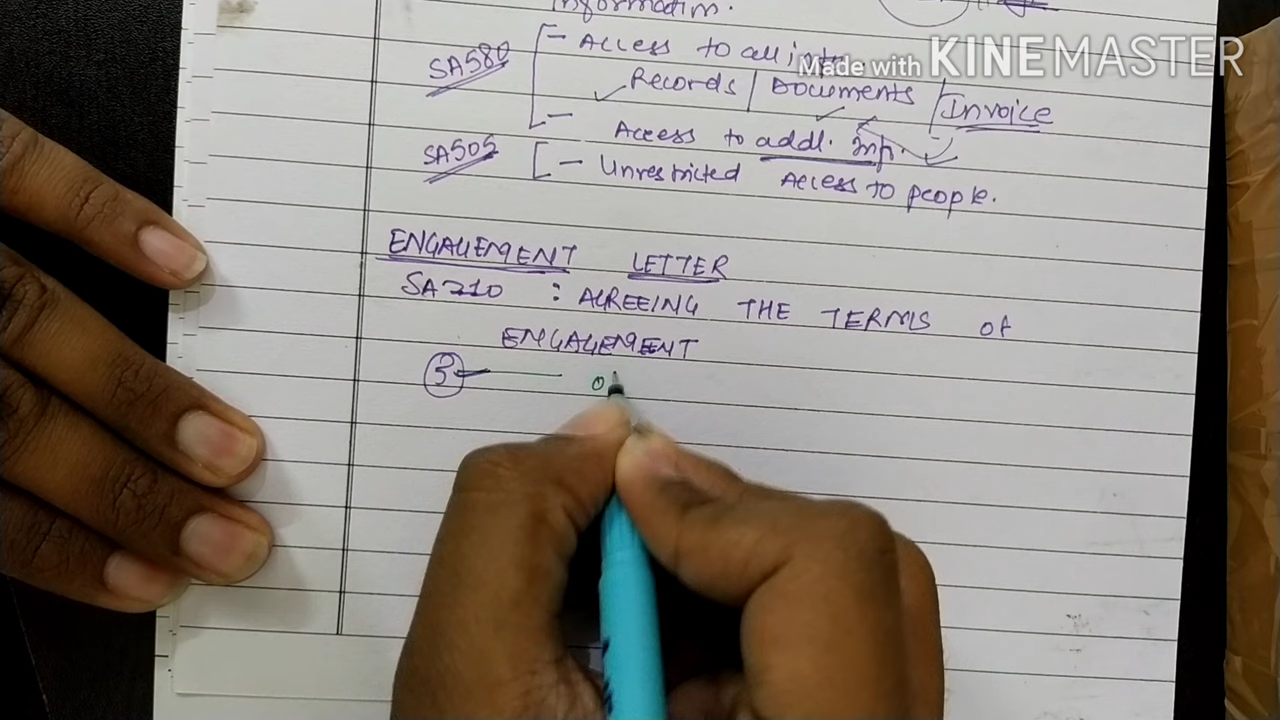 Information.
SA580 - Access to all
Made with KINEMASTER
Records | Documents | Invoice
- Access to addl. Inf.
SA505 - Unrestricted Access to people.
ENGAGEMENT LETTER
SA210 : AGREEING THE TERMS of
ENGAGEMENT
3